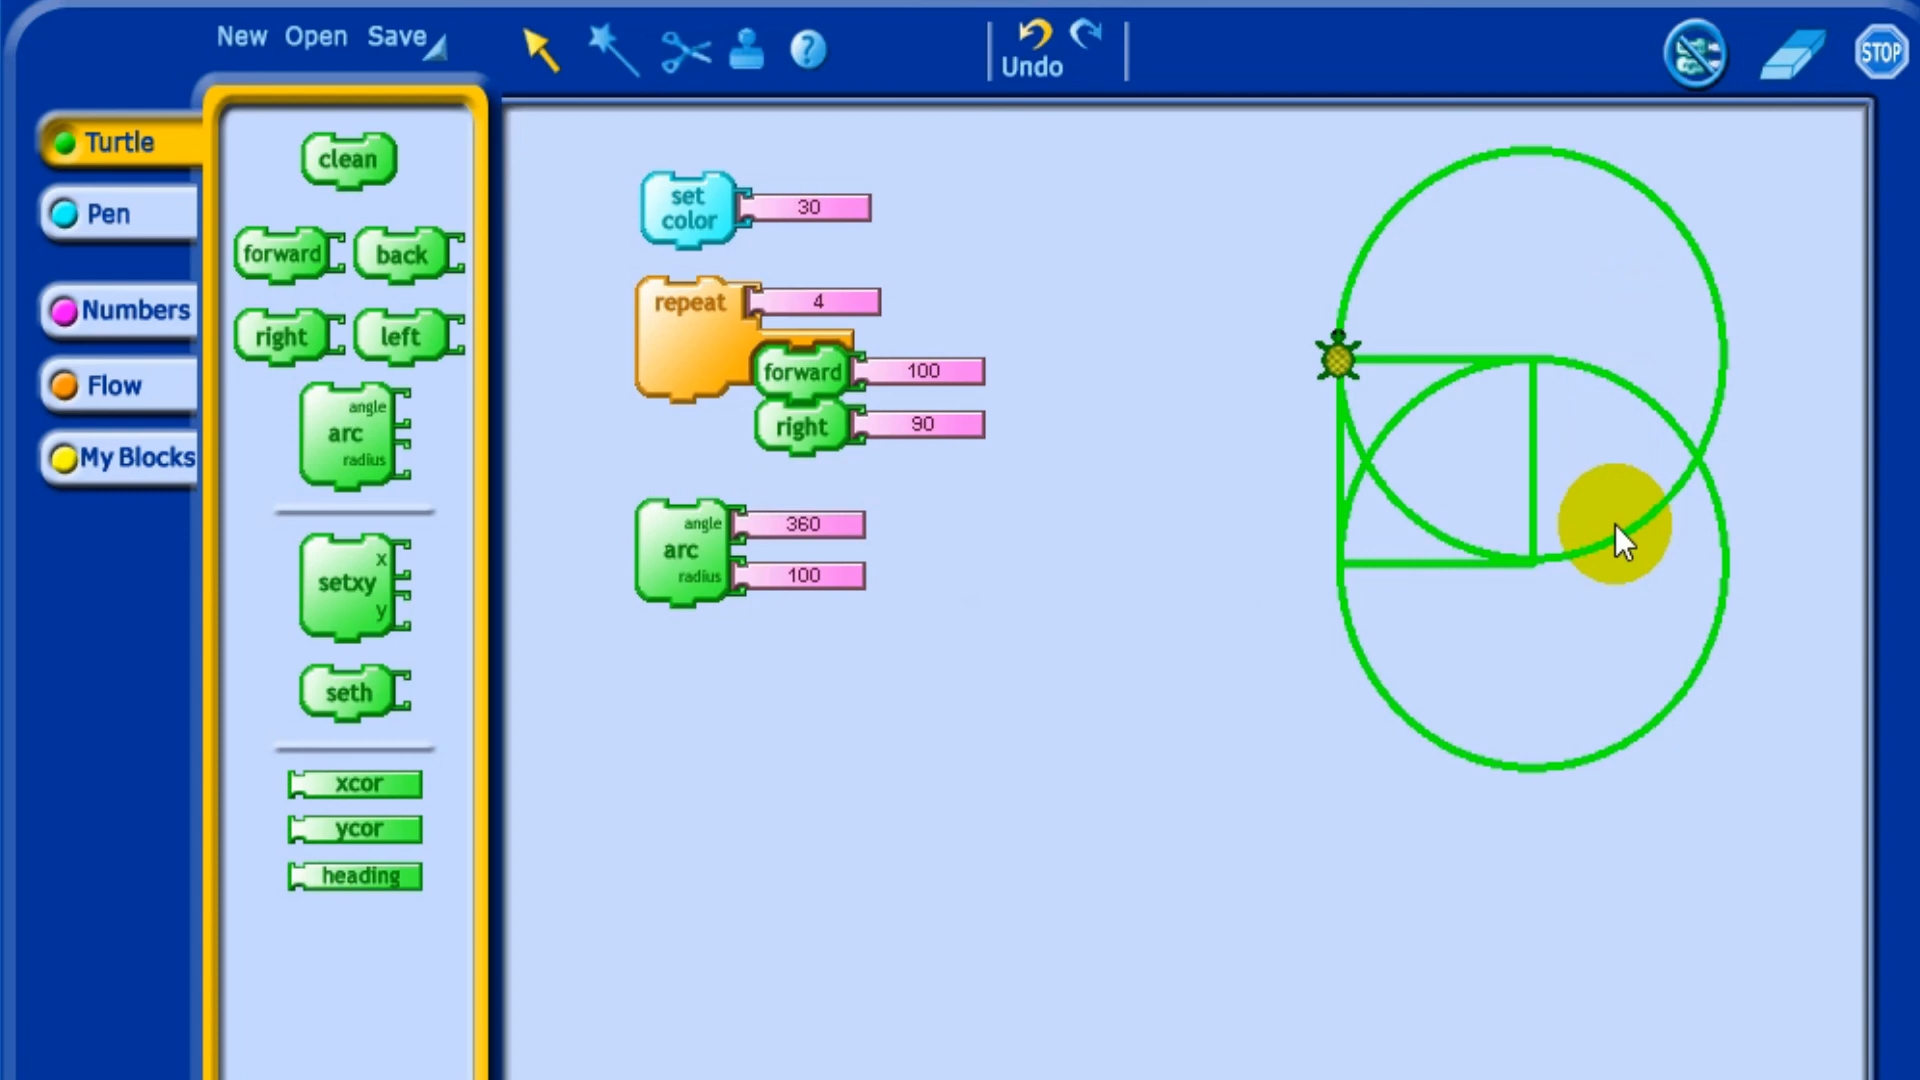 New Open Save
Undo
STOP
Turtle
Pen
Numbers
Flow
My Blocks
clean
forward back
right left
angle
arc
radius
x
setxy
y
seth
xcor
ycor
heading
set
color 30
repeat 4
forward 100
right 90
angle 360
arc
radius 100